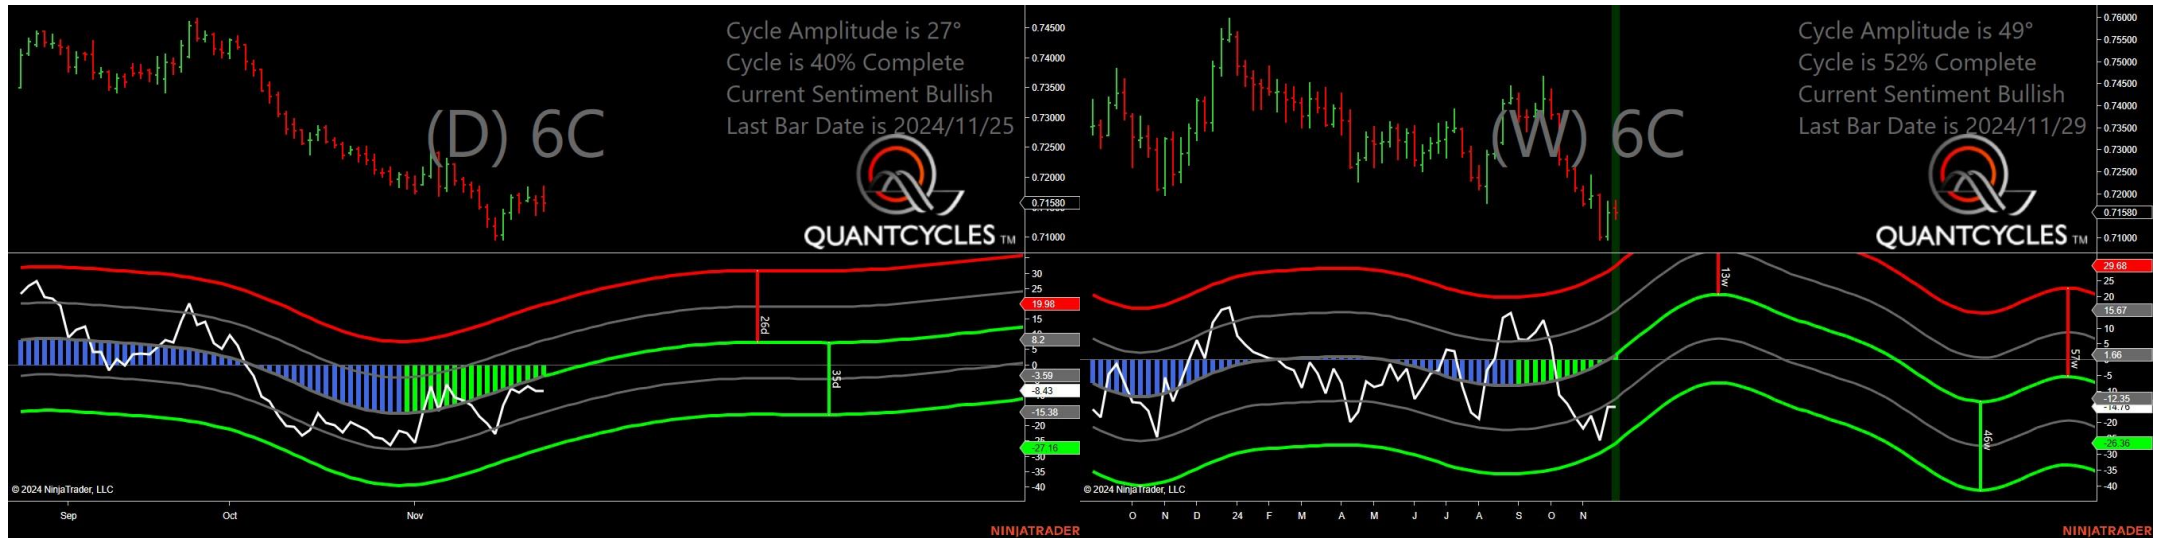 Cycle Amplitude is 27°
Cycle is 40% Complete
Current Sentiment Bullish
Last Bar Date is 2024/11/25
(D) 6C
QUANTCYCLES TM
0.74500
0.74000
0.73500
0.73000
0.72500
0.72000
0.71580
0.71000
30
25
19.98
8.2
5
0
-3.59
-8.43
-15.38
-20
-27.16
-30
-35
-40
26d
35d
© 2024 NinjaTrader, LLC
Sep Oct Nov
NINJATRADER
Cycle Amplitude is 49°
Cycle is 52% Complete
Current Sentiment Bullish
Last Bar Date is 2024/11/29
(W) 6C
QUANTCYCLES TM
0.76000
0.75500
0.75000
0.74500
0.74000
0.73500
0.73000
0.72500
0.72000
0.71580
0.71000
29.68
25
20
15.67
10
5
1.66
-5
-10
-12.35
-14.76
-20
-26.36
-30
-35
-40
13w
57w
46w
© 2024 NinjaTrader, LLC
O N D 24 F M A M J J A S O N
NINJATRADER